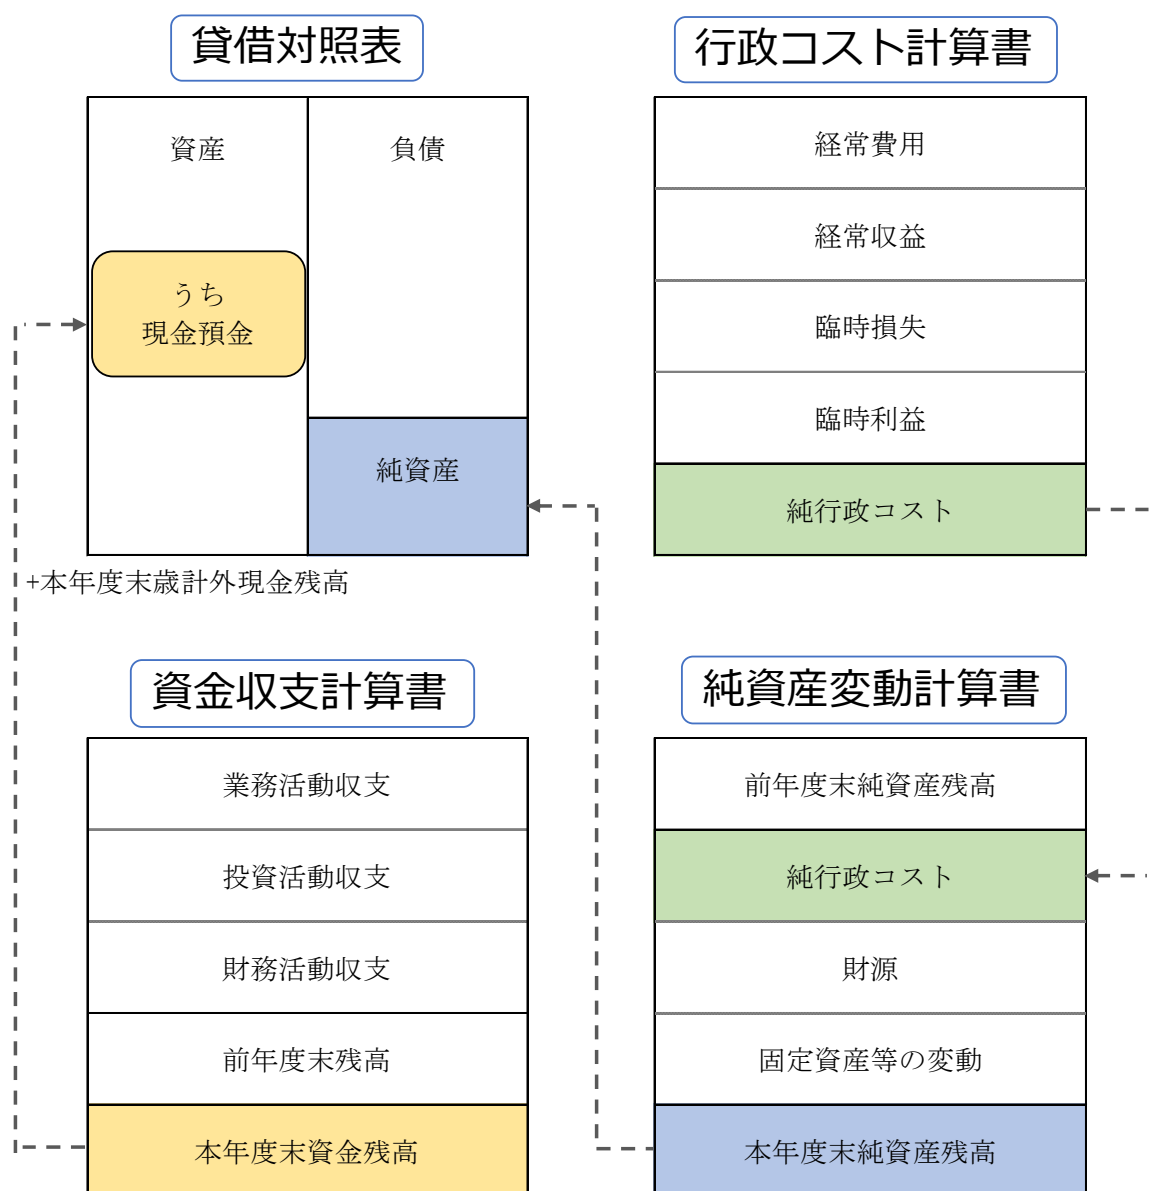 貸借対照表
資産
負債
うち
現金預金
純資産
+本年度末歳計外現金残高
行政コスト計算書
経常費用
経常収益
臨時損失
臨時利益
純行政コスト
資金収支計算書
業務活動収支
投資活動収支
財務活動収支
前年度末残高
本年度末資金残高
純資産変動計算書
前年度末純資産残高
純行政コスト
財源
固定資産等の変動
本年度末純資産残高